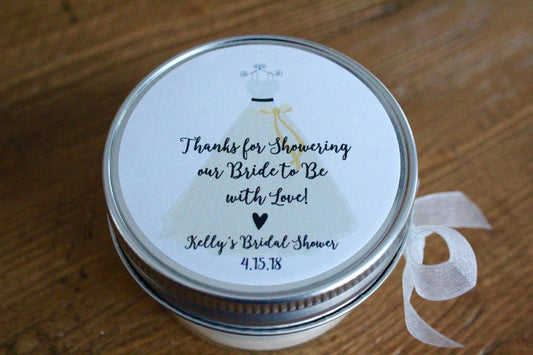 Thanks for Showering
our Bride to Be
with Love!
Kelly's Bridal Shower
4.15.18